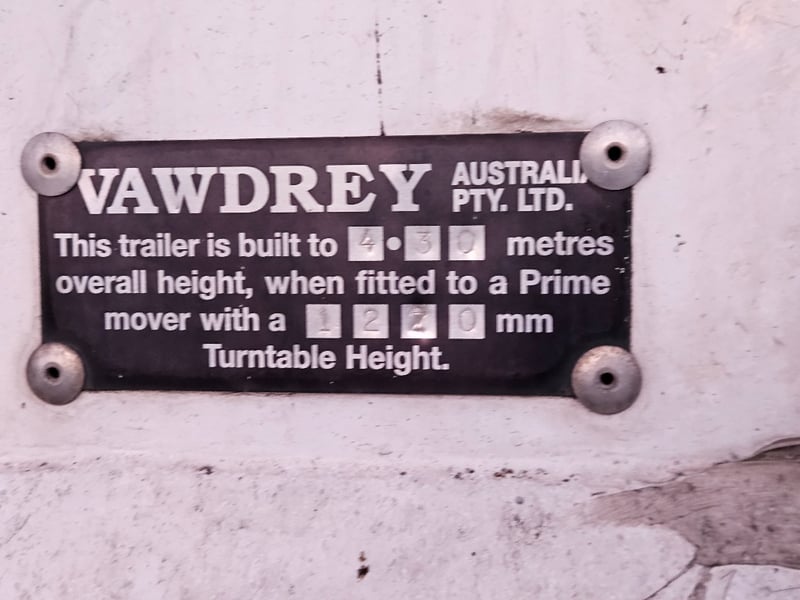 VAWDREY AUSTRALIA PTY. LTD.
This trailer is built to 4.30 metres
overall height, when fitted to a Prime
mover with a 1220 mm
Turntable Height.